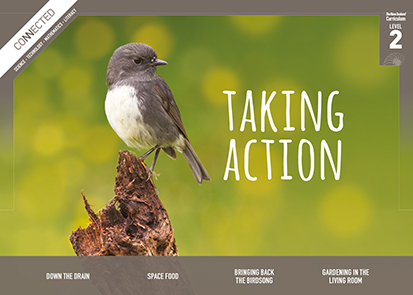 CONNECTED
SCIENCE • TECHNOLOGY • MATHEMATICS • LITERACY
The New Zealand
Curriculum
LEVEL
2
TAKING
ACTION
DOWN THE DRAIN
SPACE FOOD
BRINGING BACK
THE BIRDSONG
GARDENING IN THE
LIVING ROOM